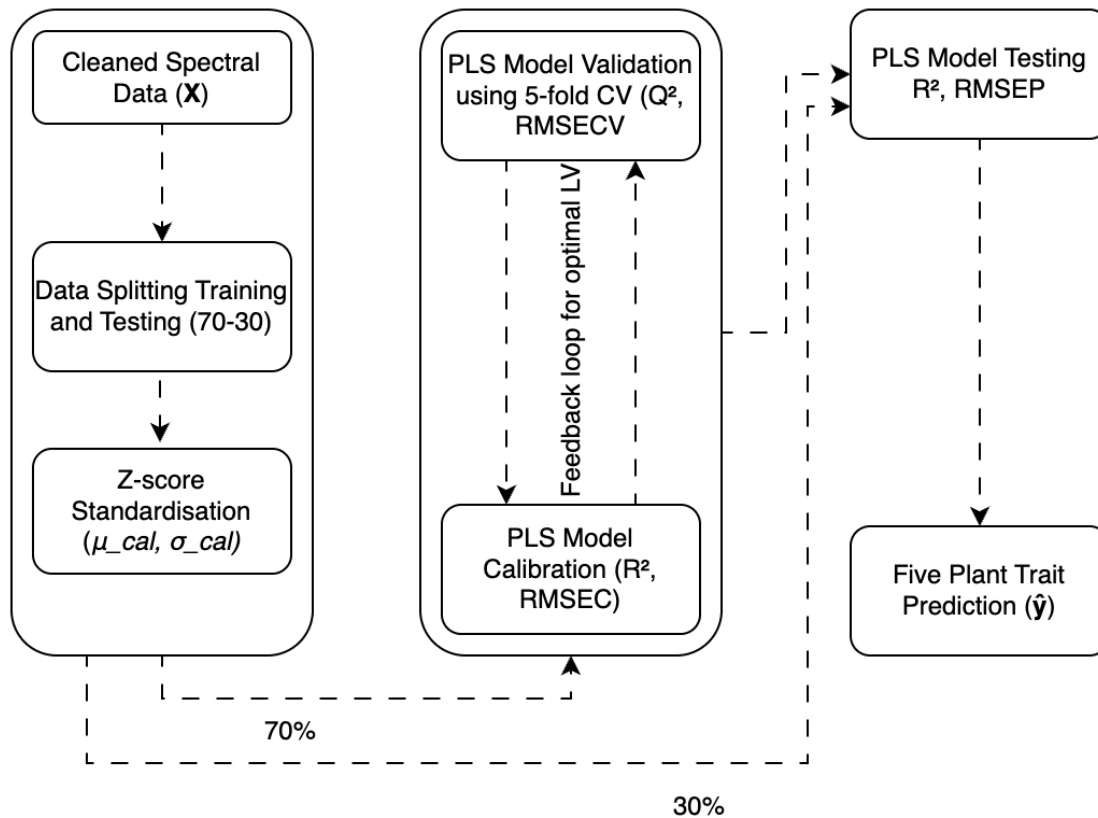 Cleaned Spectral
Data (X)
Data Splitting Training
and Testing (70-30)
Z-score
Standardisation
(μ_cal, σ_cal)
70%
30%
PLS Model Validation
using 5-fold CV (Q²,
RMSECV
Feedback loop for optimal LV
PLS Model
Calibration (R²,
RMSEC)
PLS Model Testing
R², RMSEP
Five Plant Trait
Prediction (ŷ)